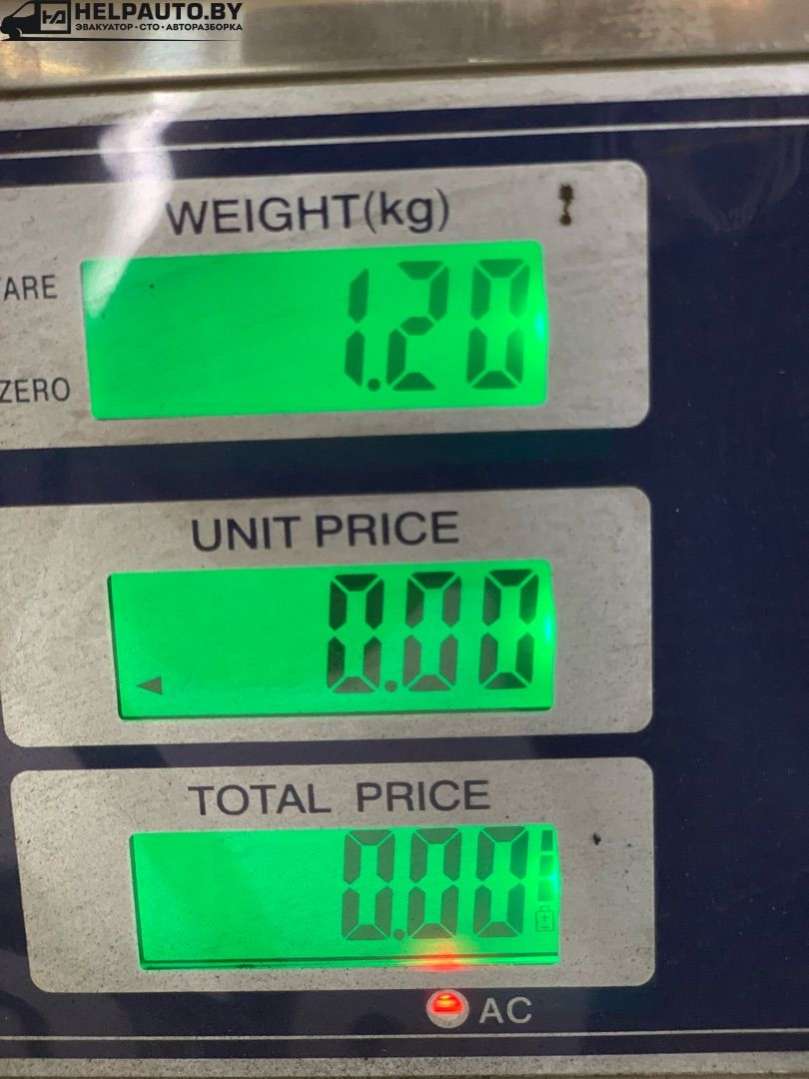 HELPAUTO.BY
ЭВАКУАТОР • СТО • АВТОРАЗБОРКА
WEIGHT(kg)
TARE
1.20
ZERO
UNIT PRICE
0.00
TOTAL PRICE
0.00
AC